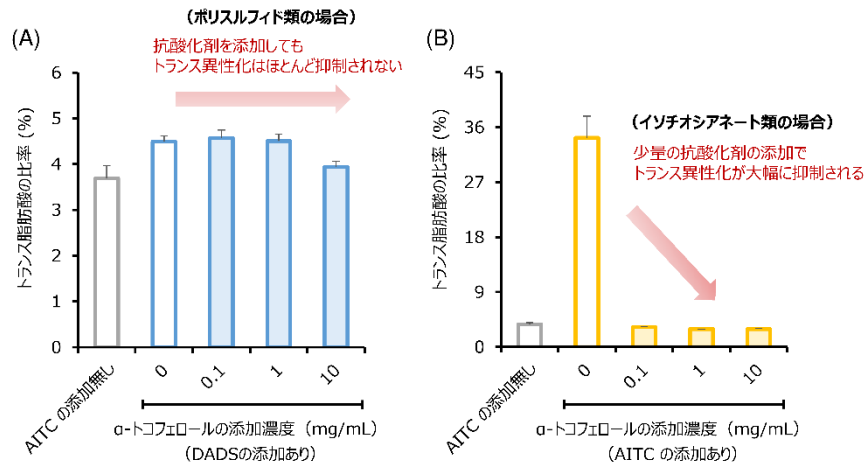 (A)
(ポリスルフィド類の場合)
抗酸化剤を添加しても
トランス異性化はほとんど抑制されない
トランス脂肪酸の比率 (%)
6
5
4
3
2
1
0
AITC の添加無し
0
0.1
1
10
α-トコフェロールの添加濃度 (mg/mL)
(DADSの添加あり)
(B)
(イソチオシアネート類の場合)
少量の抗酸化剤の添加で
トランス異性化が大幅に抑制される
トランス脂肪酸の比率 (%)
45
36
27
18
9
0
AITC の添加無し
0
0.1
1
10
α-トコフェロールの添加濃度 (mg/mL)
(AITC の添加あり)